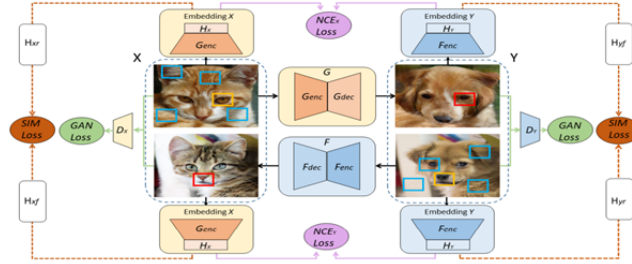 Embedding X
Hx
Genc
NCEx
Loss
Embedding Y
HY
Fenc
Hxr
Hyf
X
Y
G
Genc
Gdec
SIM
Loss
GAN
Loss
Dx
DY
GAN
Loss
SIM
Loss
F
Fdec
Fenc
Hxf
Hyr
Embedding X
Genc
Hx
NCEY
Loss
Embedding Y
Fenc
HY